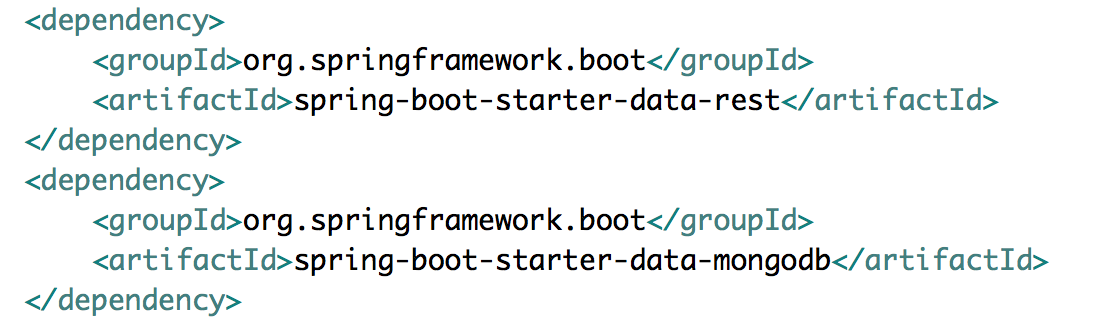 <dependency>
    <groupId>org.springframework.boot</groupId>
    <artifactId>spring-boot-starter-data-rest</artifactId>
</dependency>
<dependency>
    <groupId>org.springframework.boot</groupId>
    <artifactId>spring-boot-starter-data-mongodb</artifactId>
</dependency>